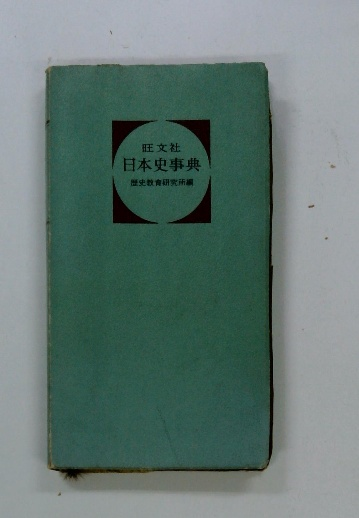 旺文社
日本史事典
歴史教育研究所編